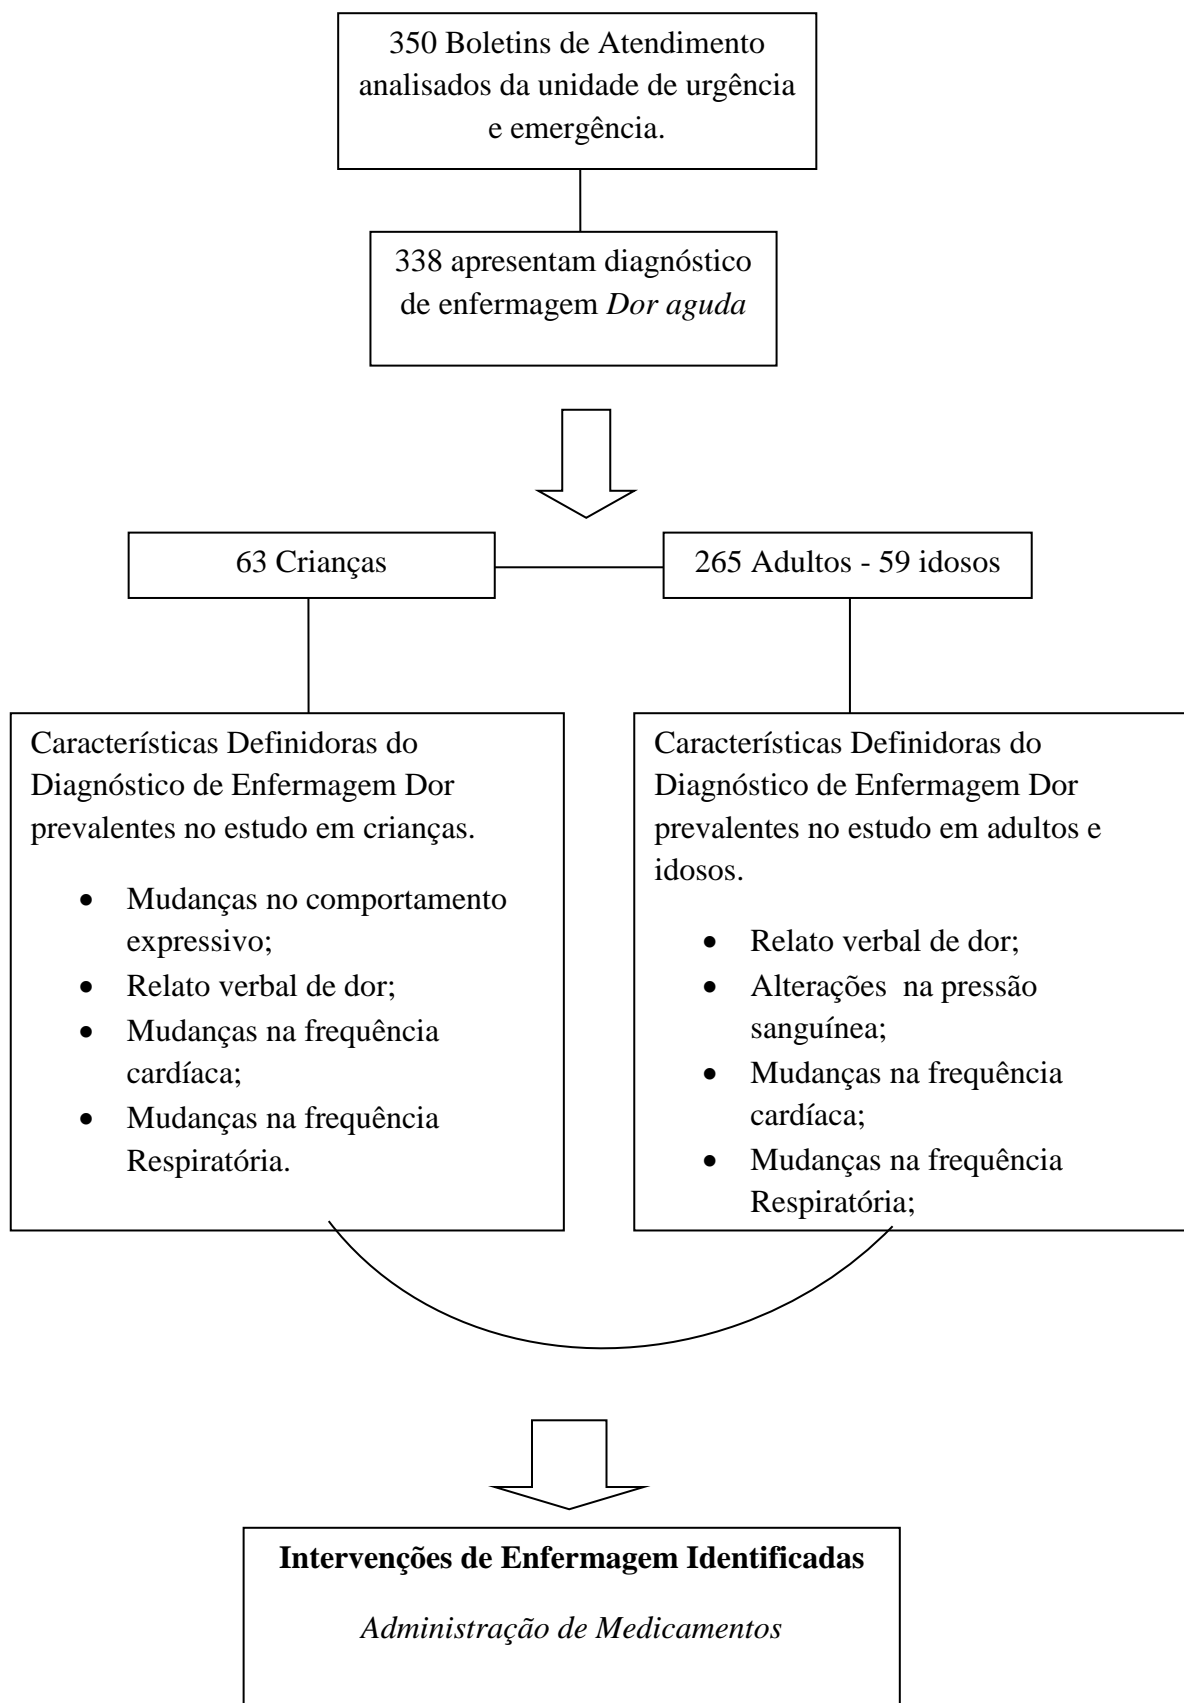 350 Boletins de Atendimento
analisados da unidade de urgência
e emergência.
338 apresentam diagnóstico
de enfermagem Dor aguda
63 Crianças
265 Adultos - 59 idosos
Características Definidoras do
Diagnóstico de Enfermagem Dor
prevalentes no estudo em crianças.
• Mudanças no comportamento
expressivo;
• Relato verbal de dor;
• Mudanças na frequência
cardíaca;
• Mudanças na frequência
Respiratória.
Características Definidoras do
Diagnóstico de Enfermagem Dor
prevalentes no estudo em adultos e
idosos.
• Relato verbal de dor;
• Alterações  na pressão
sanguínea;
• Mudanças na frequência
cardíaca;
• Mudanças na frequência
Respiratória;
Intervenções de Enfermagem Identificadas
Administração de Medicamentos